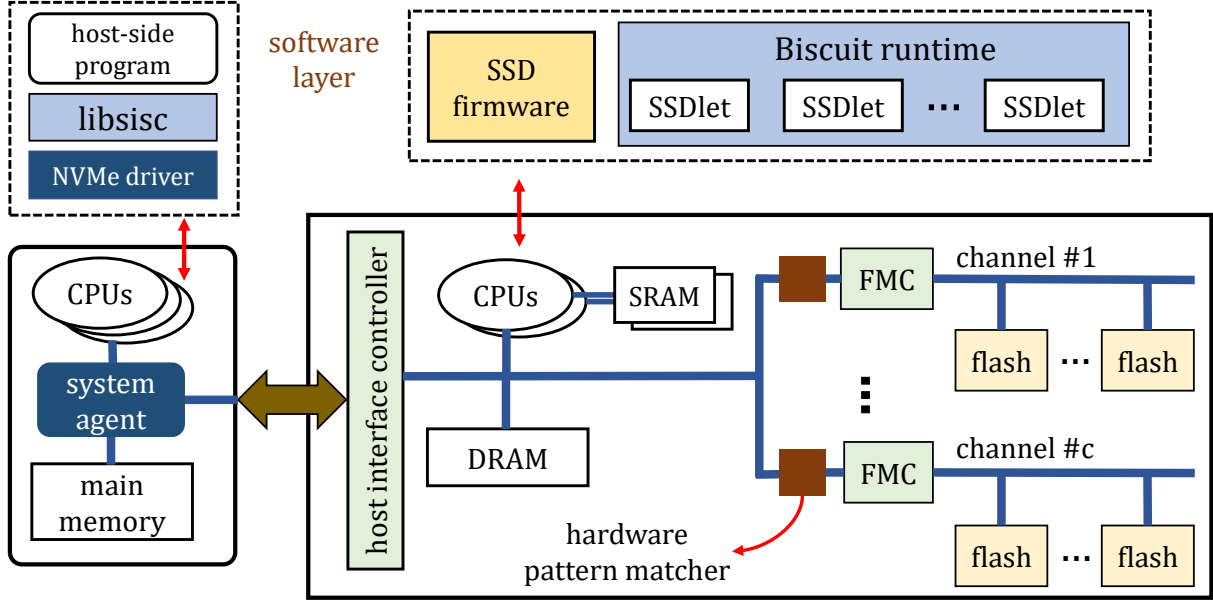 host-side
program
libsisc
NVMe driver
software
layer
SSD
firmware
Biscuit runtime
SSDlet
SSDlet
...
SSDlet
CPUs
system
agent
main
memory
host interface controller
CPUs
SRAM
DRAM
FMC
channel #1
flash
...
flash
...
FMC
channel #c
flash
...
flash
hardware
pattern matcher